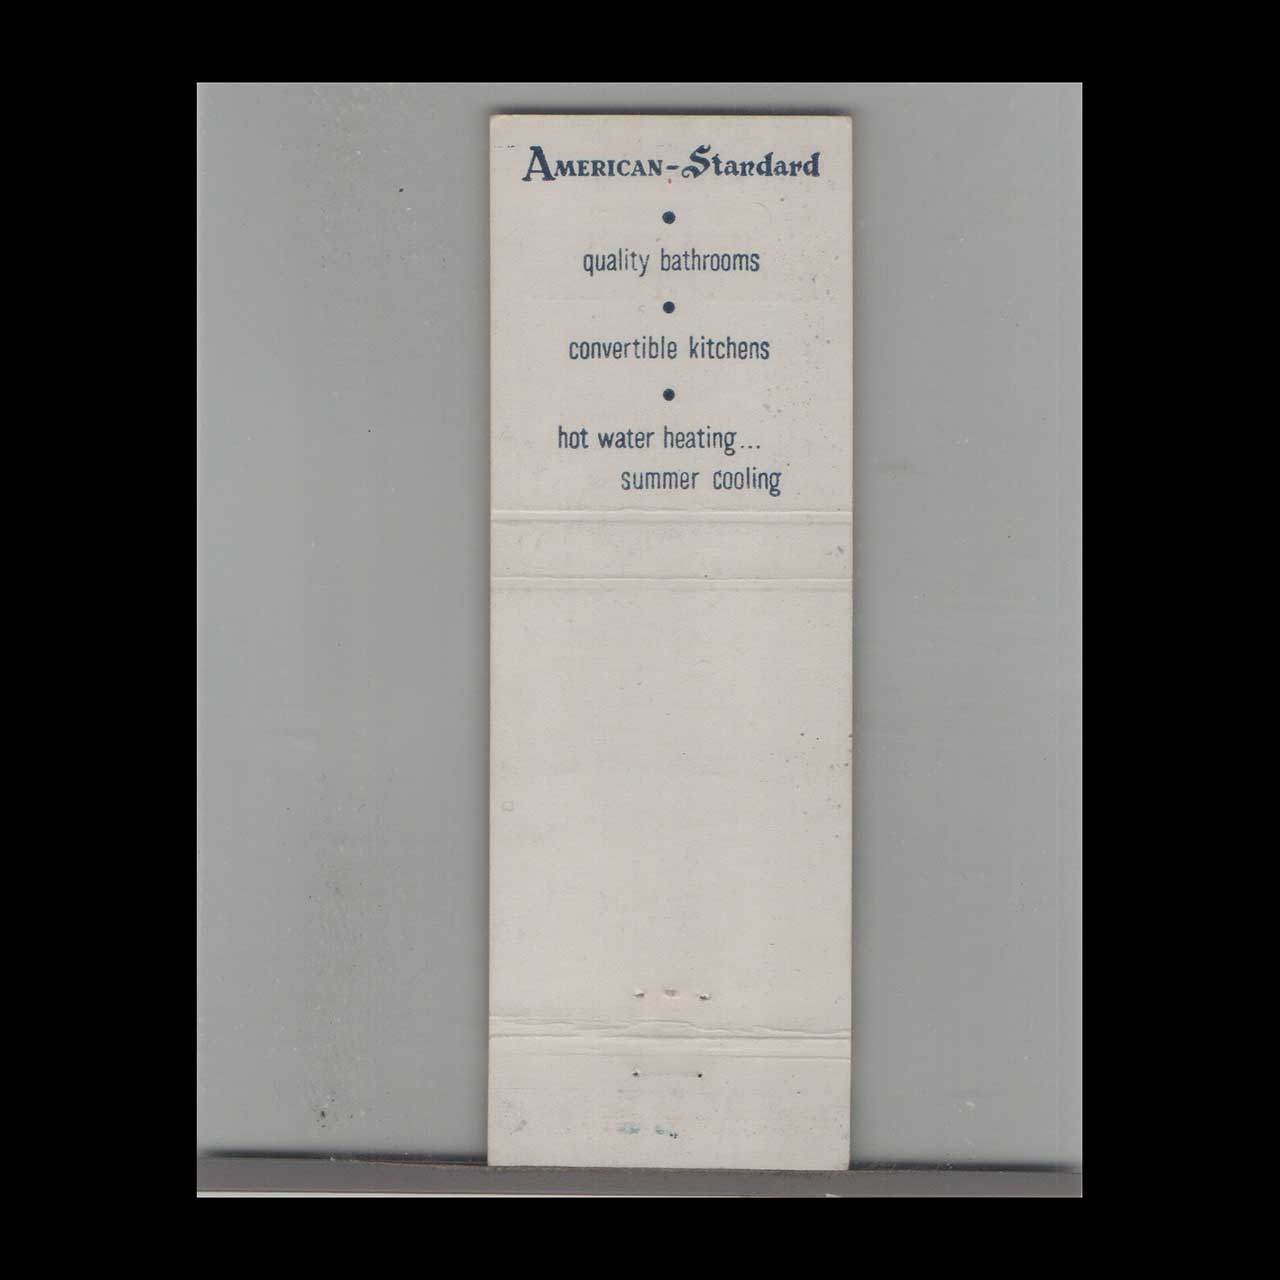 American-Standard
•
quality bathrooms
•
convertible kitchens
•
hot water heating...
summer cooling